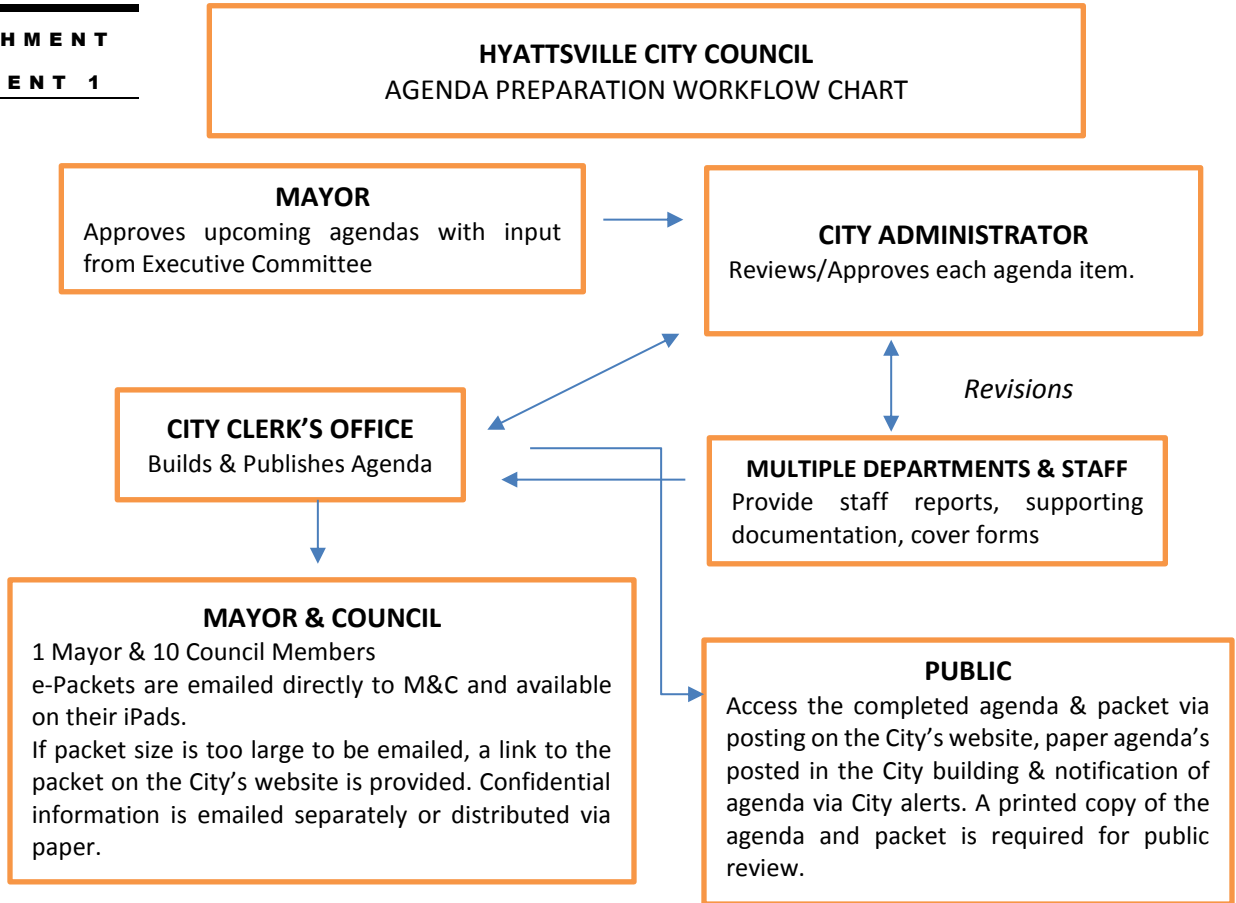 HMENT
ENT 1
HYATTSVILLE CITY COUNCIL
AGENDA PREPARATION WORKFLOW CHART
MAYOR
Approves upcoming agendas with input
from Executive Committee
CITY ADMINISTRATOR
Reviews/Approves each agenda item.
Revisions
CITY CLERK'S OFFICE
Builds & Publishes Agenda
MULTIPLE DEPARTMENTS & STAFF
Provide staff reports, supporting
documentation, cover forms
MAYOR & COUNCIL
1 Mayor & 10 Council Members
e-Packets are emailed directly to M&C and available
on their iPads.
If packet size is too large to be emailed, a link to the
packet on the City's website is provided. Confidential
information is emailed separately or distributed via
paper.
PUBLIC
Access the completed agenda & packet via
posting on the City's website, paper agenda's
posted in the City building & notification of
agenda via City alerts. A printed copy of the
agenda and packet is required for public
review.